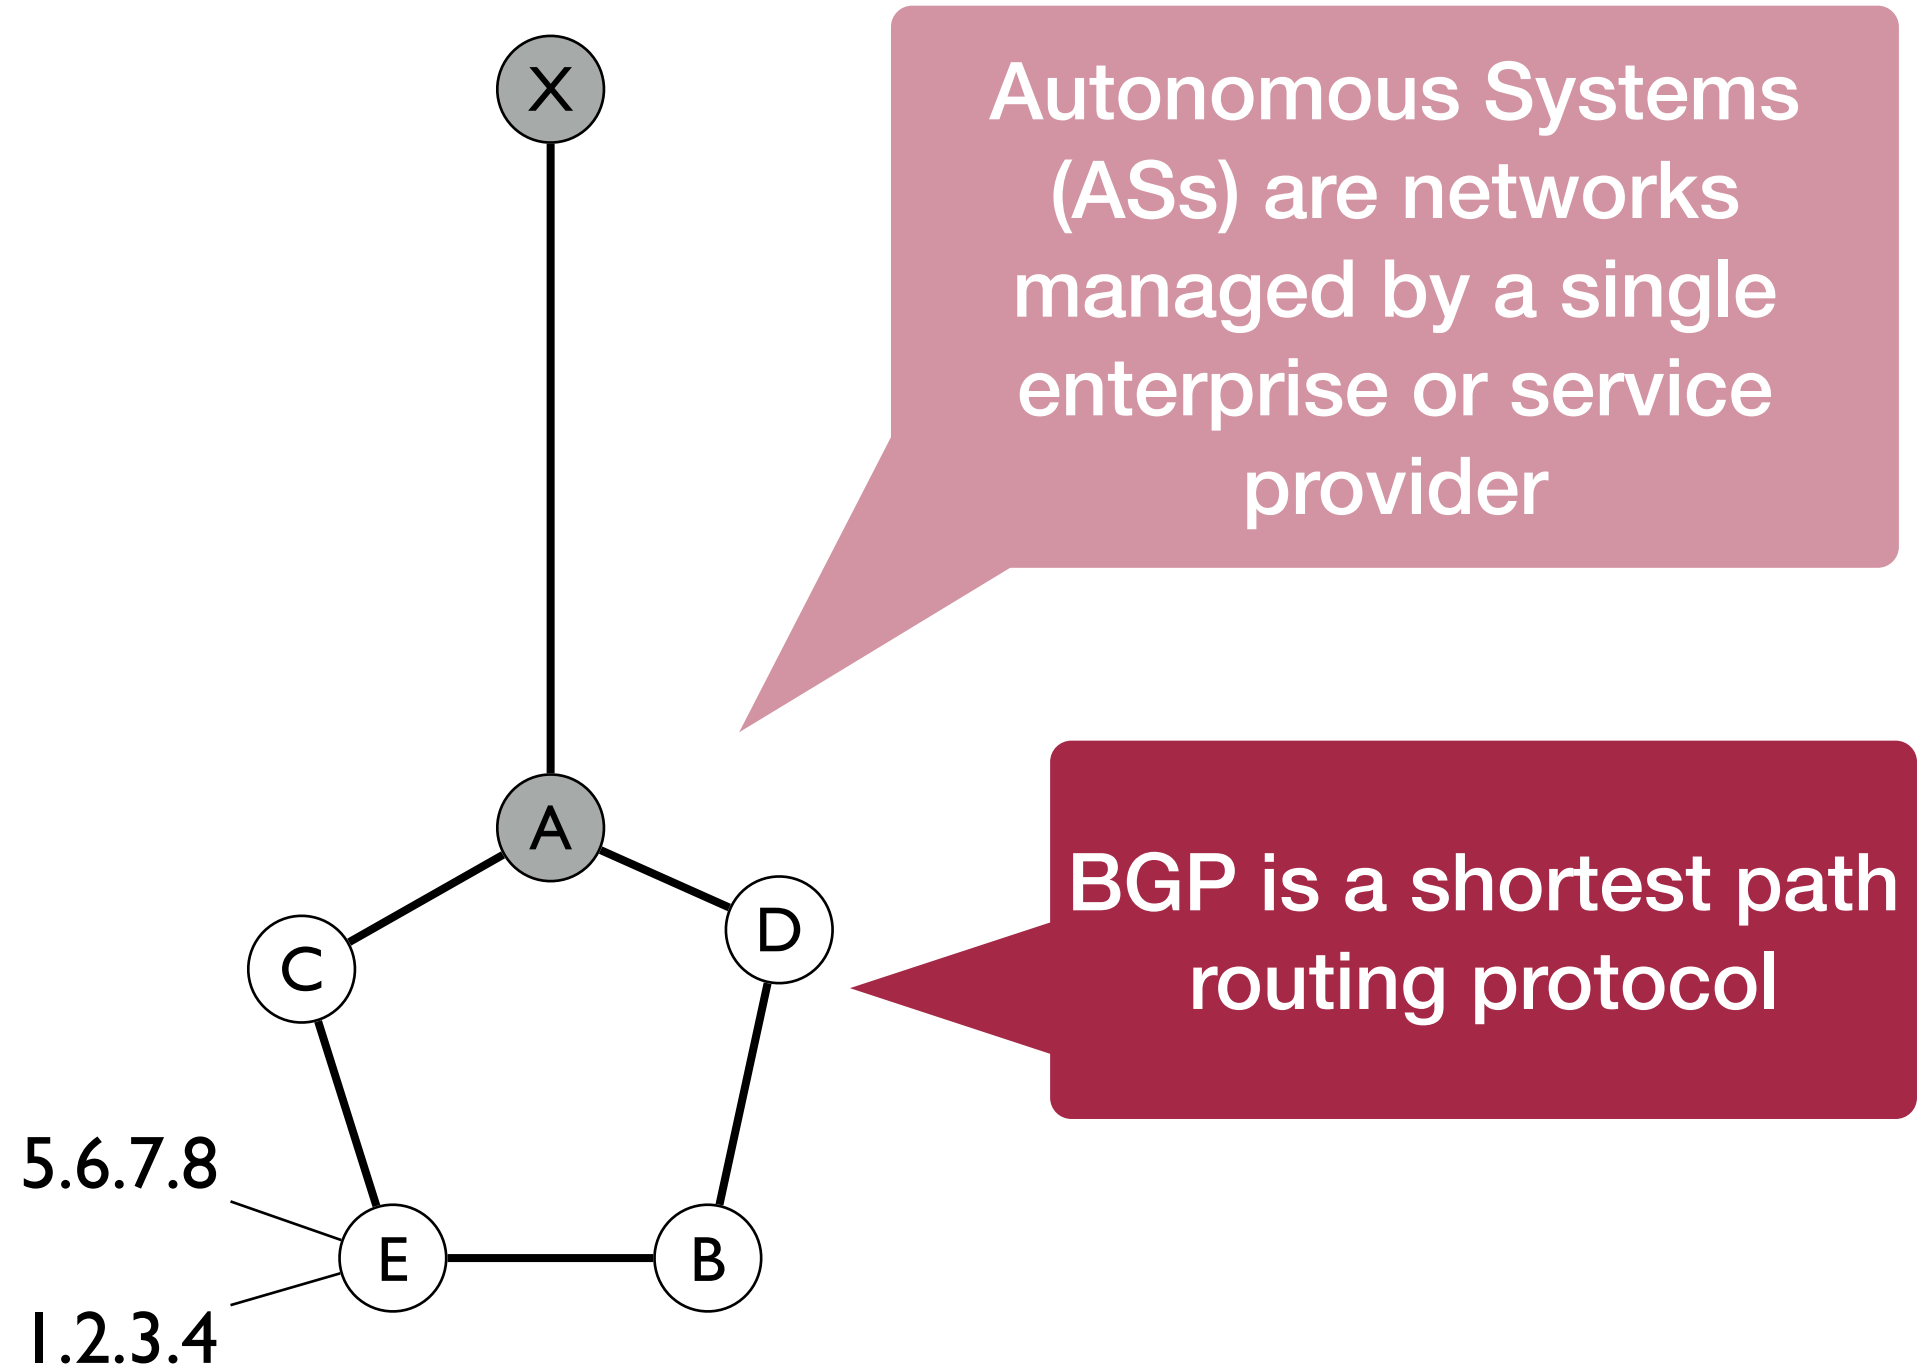 X
Autonomous Systems
(ASs) are networks
managed by a single
enterprise or service
provider
A
D
C
BGP is a shortest path
routing protocol
5.6.7.8
E
B
1.2.3.4